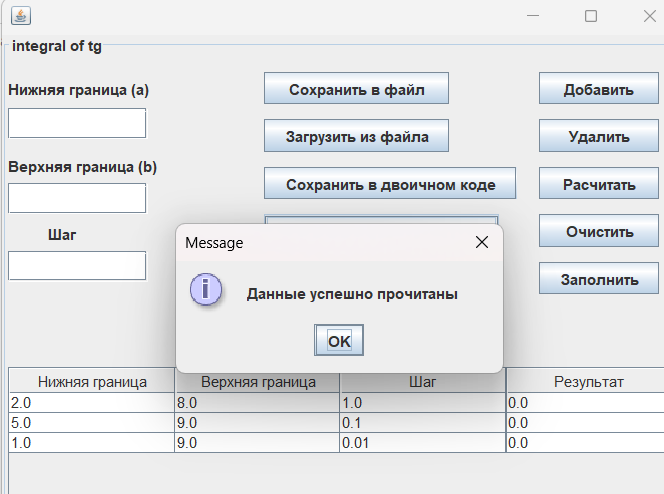 integral of tg
Нижняя граница (a)
Верхняя граница (b)
Шаг
Сохранить в файл
Загрузить из файла
Сохранить в двоичном коде
Добавить
Удалить
Расчитать
Очистить
Заполнить
Message
Данные успешно прочитаны
OK
Нижняя граница Верхняя граница Шаг Результат
2.0 8.0 1.0 0.0
5.0 9.0 0.1 0.0
1.0 9.0 0.01 0.0